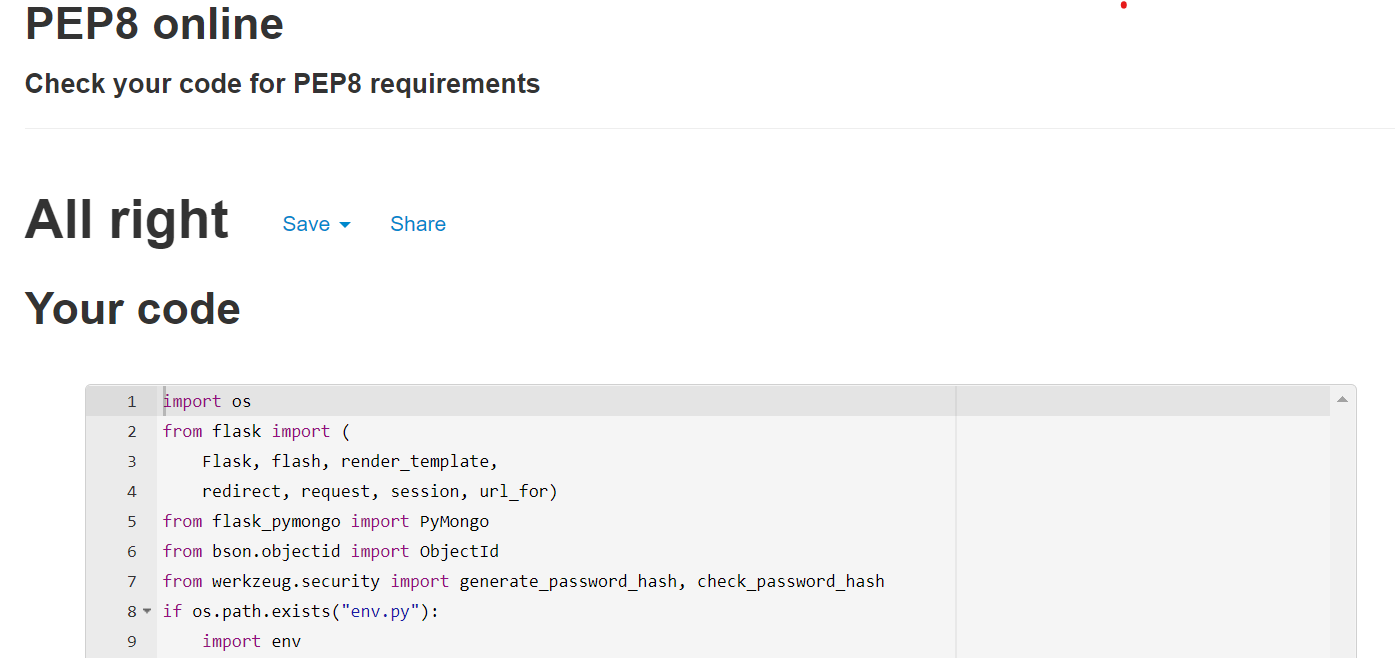 PEP8 online
Check your code for PEP8 requirements
All right Save Share
Your code
1 import os
2 from flask import (
3     Flask, flash, render_template,
4     redirect, request, session, url_for)
5 from flask_pymongo import PyMongo
6 from bson.objectid import ObjectId
7 from werkzeug.security import generate_password_hash, check_password_hash
8 if os.path.exists("env.py"):
9     import env